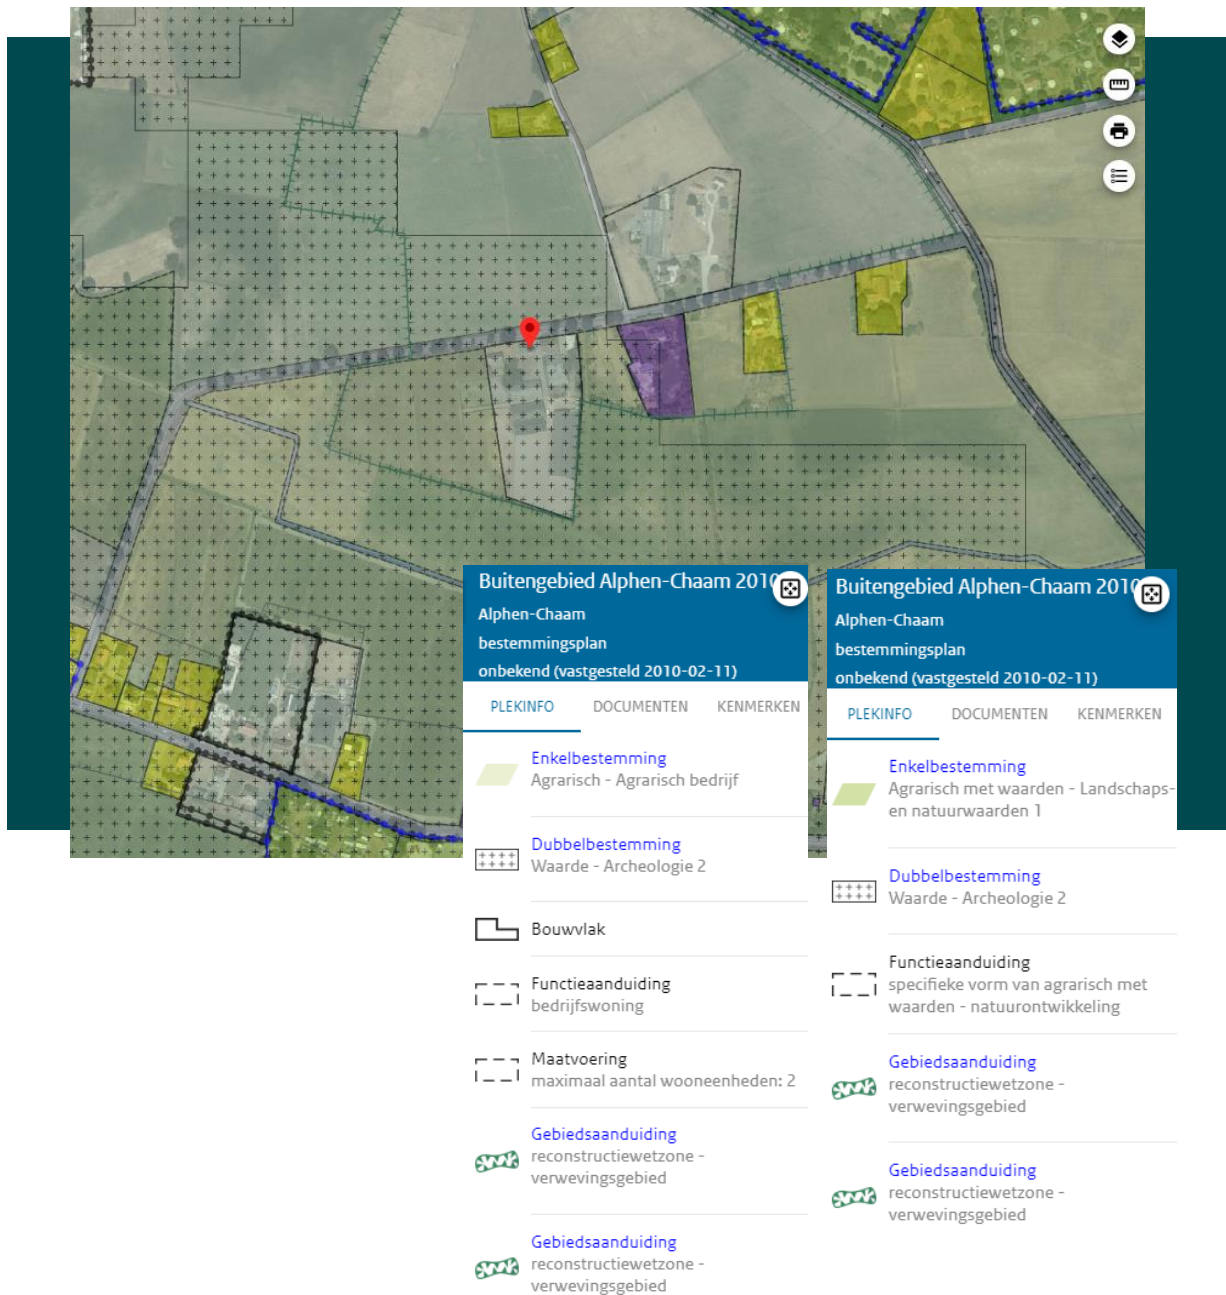 Buitengebied Alphen-Chaam 2010
Alphen-Chaam
bestemmingsplan
onbekend (vastgesteld 2010-02-11)
PLEKINFO DOCUMENTEN KENMERKEN
Enkelbestemming
Agrarisch - Agrarisch bedrijf
Dubbelbestemming
Waarde - Archeologie 2
Bouwvlak
Functieaanduiding
bedrijfswoning
Maatvoering
maximaal aantal wooneenheden: 2
Gebiedsaanduiding
reconstructiewetzone -
verwevingsgebied
Gebiedsaanduiding
reconstructiewetzone -
verwevingsgebied
Buitengebied Alphen-Chaam 2010
Alphen-Chaam
bestemmingsplan
onbekend (vastgesteld 2010-02-11)
PLEKINFO DOCUMENTEN KENMERKEN
Enkelbestemming
Agrarisch met waarden - Landschaps-
en natuurwaarden 1
Dubbelbestemming
Waarde - Archeologie 2
Functieaanduiding
specifieke vorm van agrarisch met
waarden - natuurontwikkeling
Gebiedsaanduiding
reconstructiewetzone -
verwevingsgebied
Gebiedsaanduiding
reconstructiewetzone -
verwevingsgebied